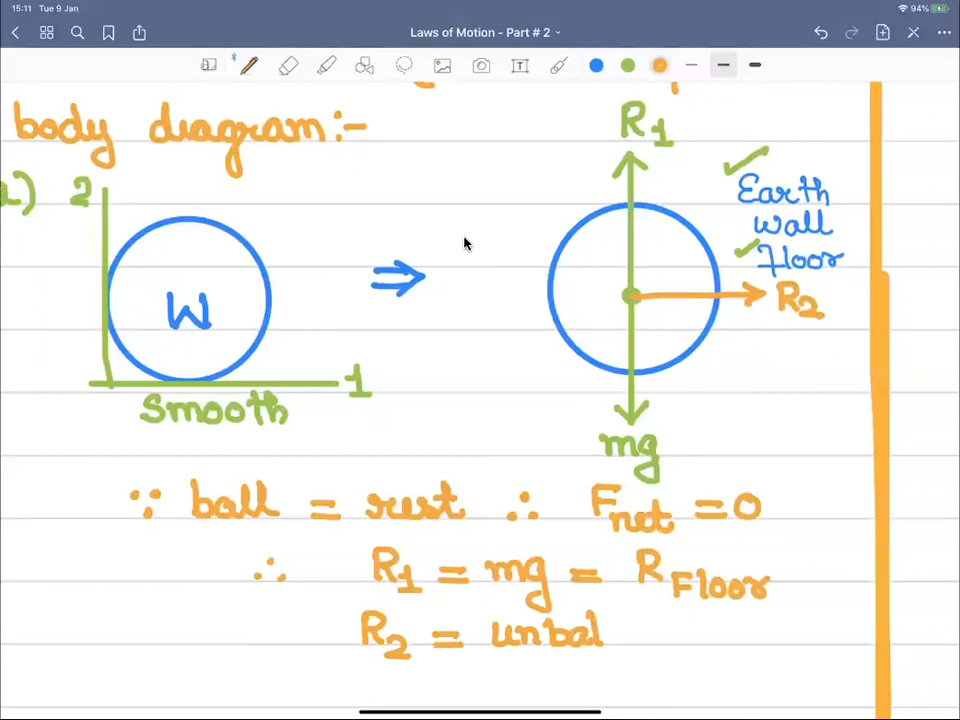 15:11 Tue 9 Jan
94%
Laws of Motion - Part # 2
body diagram:-
a) 2
W
1
Smooth
R1
Earth
wall
Floor
R2
mg
∵ ball = rest ∴ Fnet = 0
∴ R1 = mg = RFloor
R2 = unbal